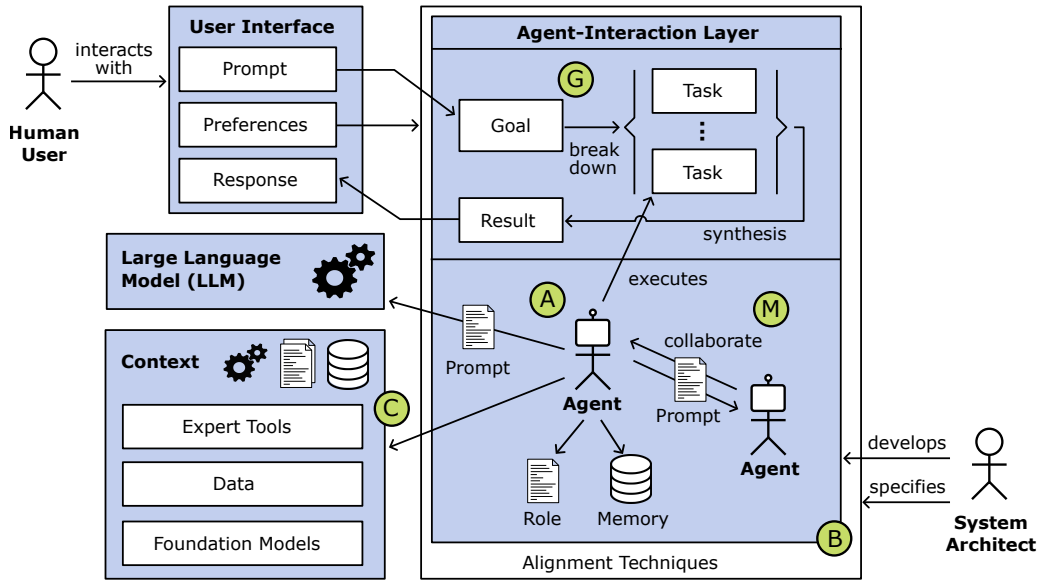 interacts
with
Human
User
User Interface
Prompt
Preferences
Response
Agent-Interaction Layer
G
Goal
break
down
Task
Task
Result
synthesis
Large Language
Model (LLM)
executes
A
M
Prompt
collaborate
Agent
Prompt
Agent
Role
Memory
Context
C
Expert Tools
Data
Foundation Models
B
Alignment Techniques
develops
specifies
System
Architect